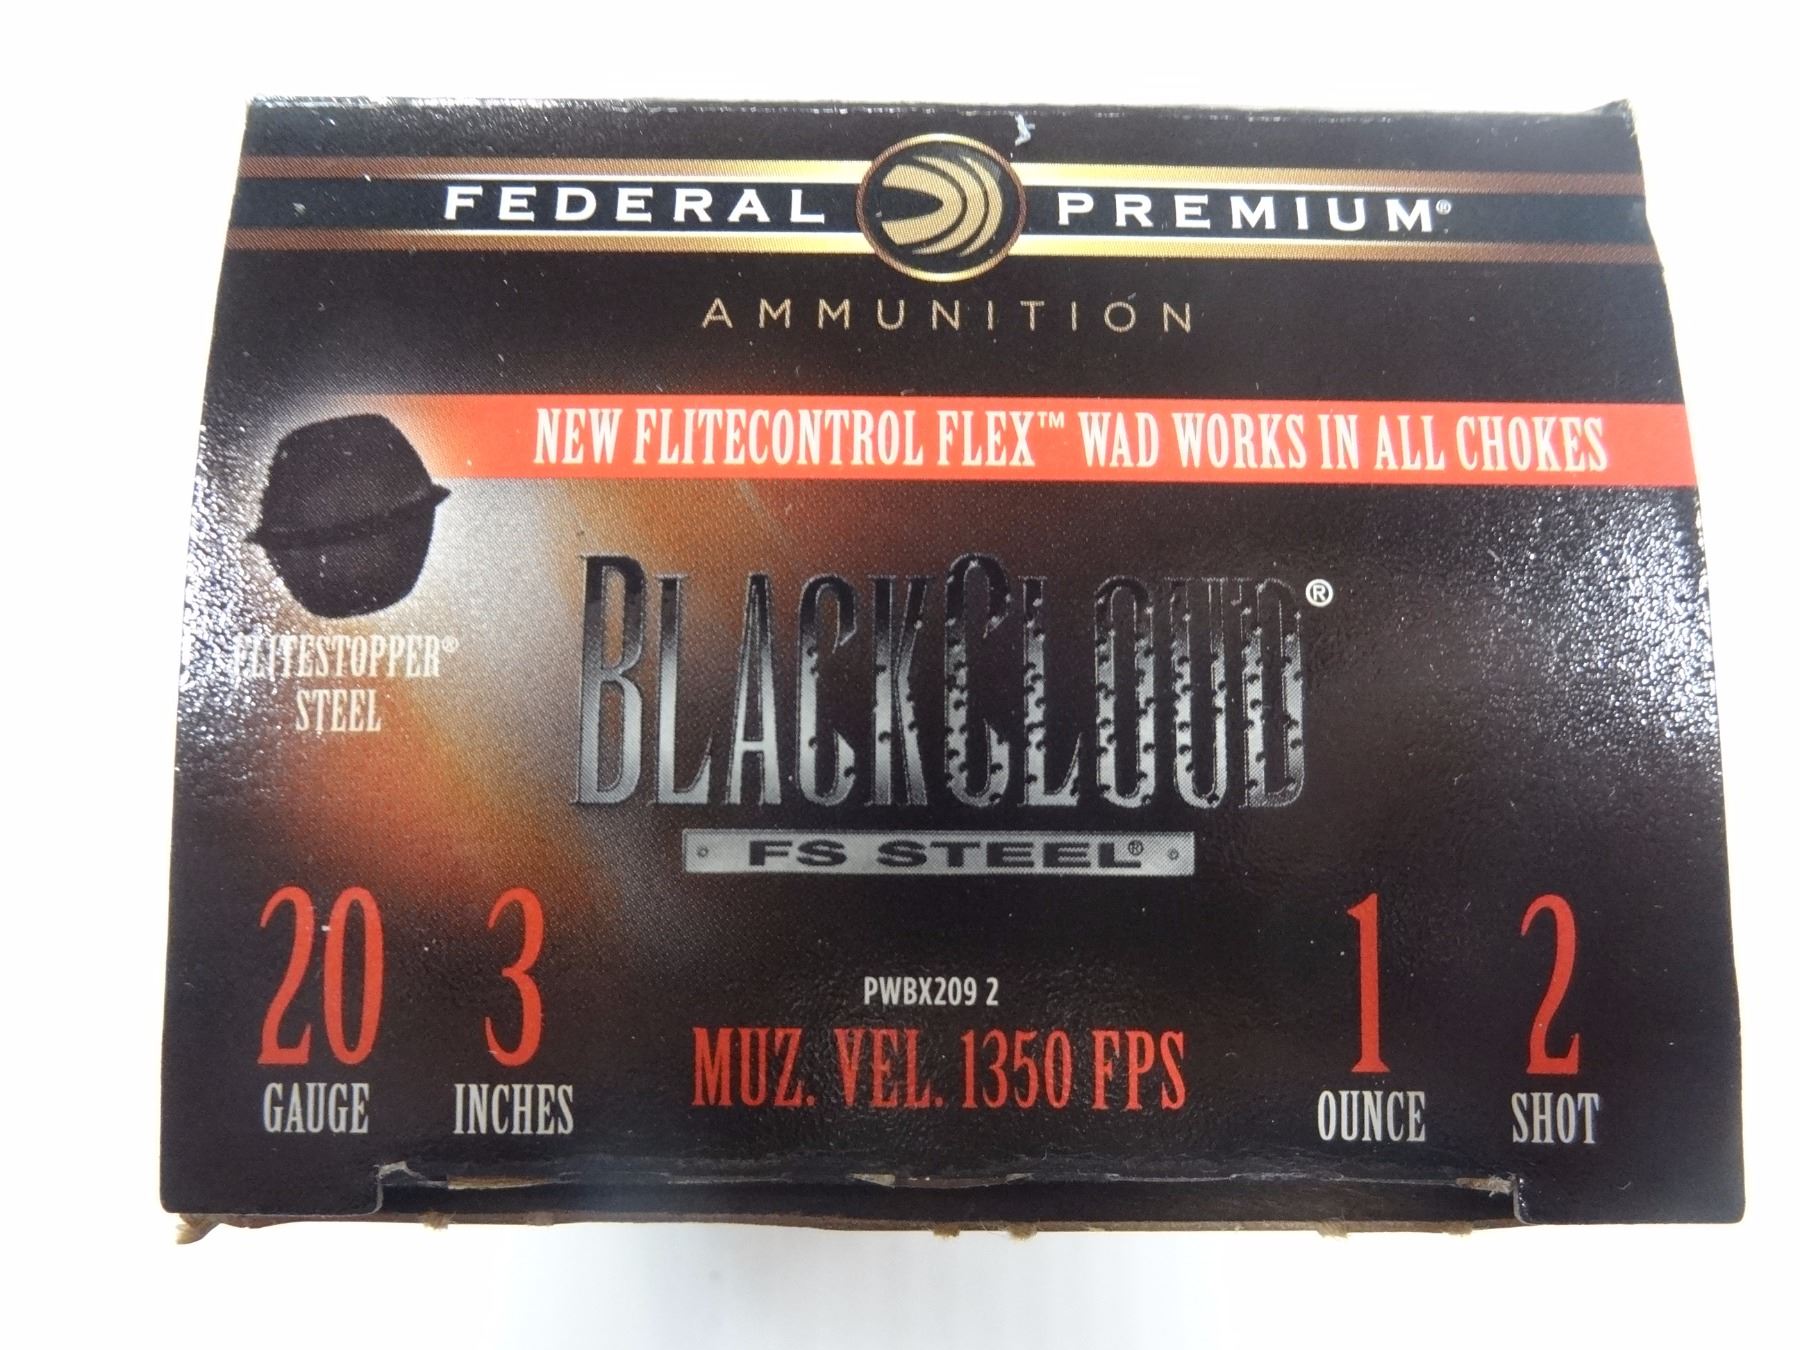 FEDERAL PREMIUM®
AMMUNITION
NEW FLITECONTROL FLEX™ WAD WORKS IN ALL CHOKES
FLITESTOPPER®
STEEL
BLACKCLOUD®
FS STEEL®
20 GAUGE
3 INCHES
PWBX209 2
MUZ. VEL. 1350 FPS
1 OUNCE
2 SHOT